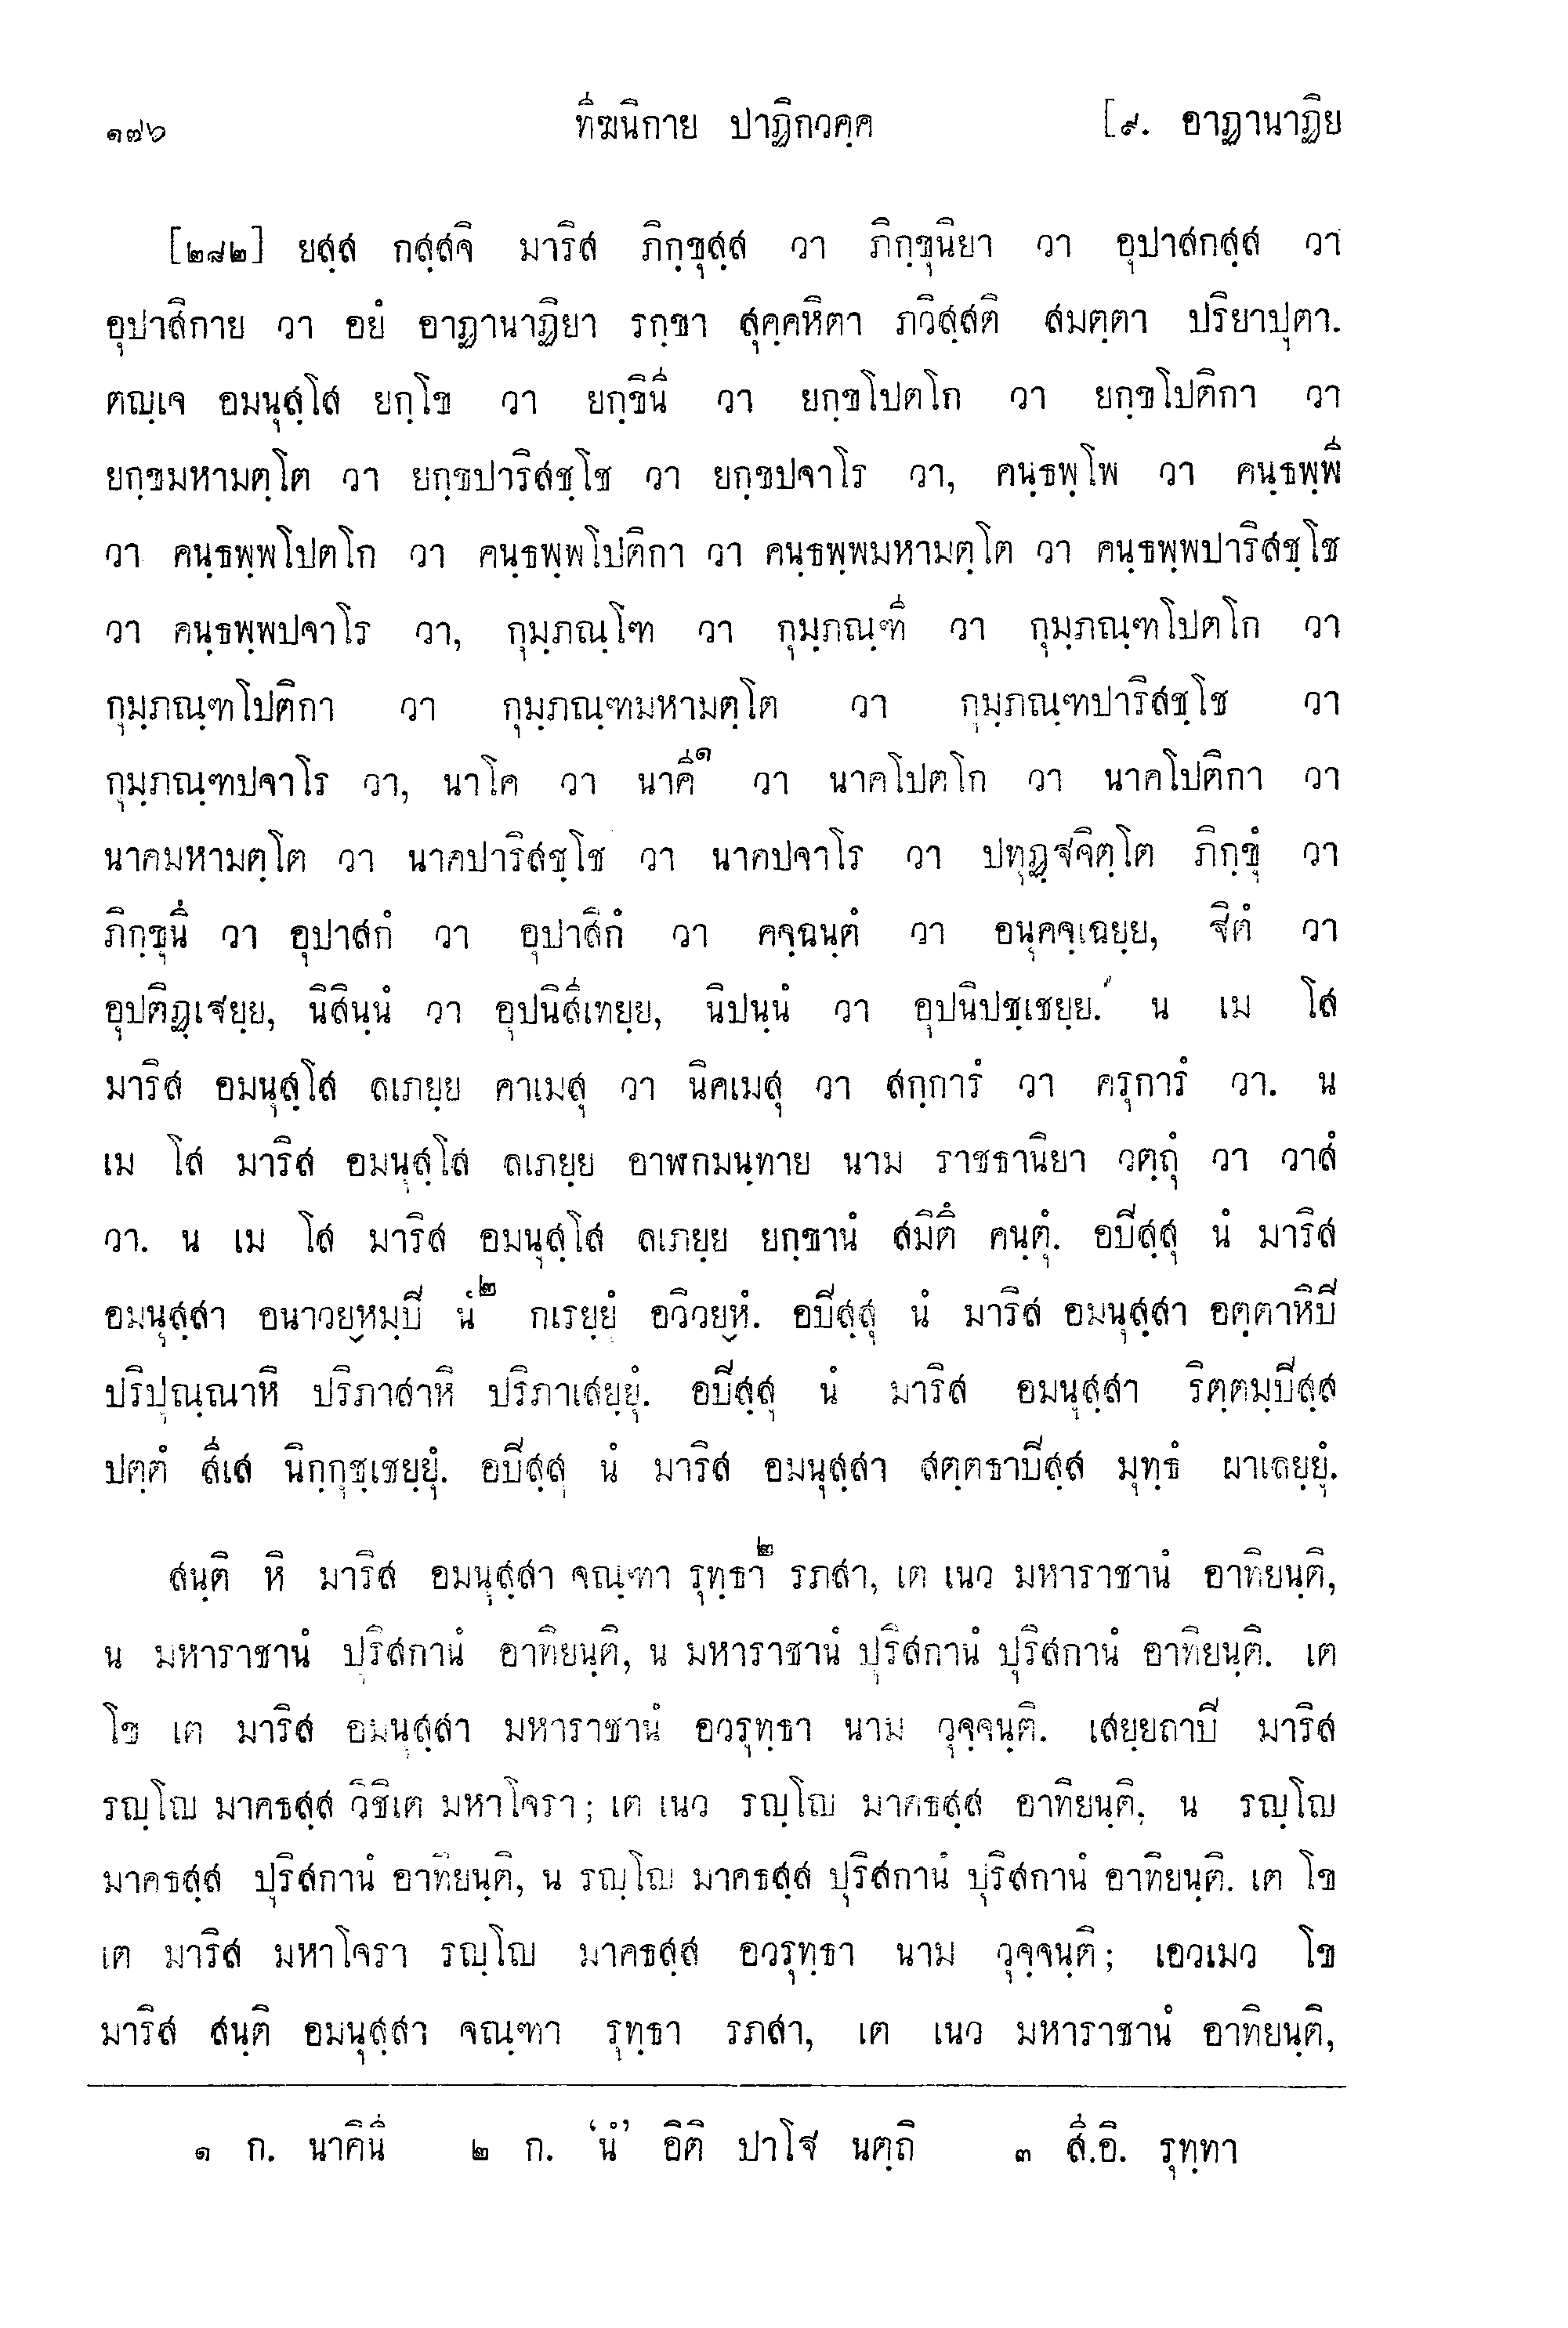 ๑๗๖ ทีฆนิกาย ปาฏิกวคฺค [๙. อาฏานาฏิย
[๒๘๒] ยสฺส กสฺสจิ มาริส ภิกฺขุสฺส วา ภิกฺขุนิยา วา อุปาสกสฺส วา
อุปาสิกาย วา อยํ อาฏานาฏิยา รกฺขา สุคฺคหิตา ภวิสฺสติ สมตฺตา ปริยาปุตา.
ตญฺเจ อมนุสฺโส ยกฺโข วา ยกฺขินี วา ยกฺขโปตโก วา ยกฺขโปติกา วา
ยกฺขมหามตฺโต วา ยกฺขปาริสชฺโช วา ยกฺขปจาโร วา, คนฺธพฺโพ วา คนฺธพฺพี
วา คนฺธพฺพโปตโก วา คนฺธพฺพโปติกา วา คนฺธพฺพมหามตฺโต วา คนฺธพฺพปาริสชฺโช
วา คนฺธพฺพปจาโร วา, กุมฺภณฺโฑ วา กุมฺภณฺฑี วา กุมฺภณฺฑโปตโก วา
กุมฺภณฺฑโปติกา วา กุมฺภณฺฑมหามตฺโต วา กุมฺภณฺฑปาริสชฺโช วา
กุมฺภณฺฑปจาโร วา, นาโค วา นาคี๑ วา นาคโปตโก วา นาคโปติกา วา
นาคมหามตฺโต วา นาคปาริสชฺโช วา นาคปจาโร วา ปทุฏฺฐจิตฺโต ภิกฺขุํ วา
ภิกฺขุนึ วา อุปาสกํ วา อุปาสิกํ วา คจฺฉนฺตํ วา อนุคจฺเฉยฺย, ฐิตํ วา
อุปติฏฺเฐยฺย, นิสินฺนํ วา อุปนิสีเทยฺย, นิปนฺนํ วา อุปนิปชฺเชยฺย. น เม โส
มาริส อมนุสฺโส ลเภยฺย คาเมสุ วา นิคเมสุ วา สกฺการํ วา ครุการํ วา. น
เม โส มาริส อมนุสฺโส ลเภยฺย อาฬกมนฺทาย นาม ราชธานิยา วตฺถุํ วา วาสํ
วา. น เม โส มาริส อมนุสฺโส ลเภยฺย ยกฺขานํ สมิตึ คนฺตุํ. อปิสฺสุ นํ มาริส
อมนุสฺสา อนาวยฺหมฺปิ นํ๒ กเรยฺยุํ อวิวยฺหํ. อปิสฺสุ นํ มาริส อมนุสฺสา อตฺตาหิปิ
ปริปุณฺณาหิ ปริภาสาหิ ปริภาเสยฺยุํ. อปิสฺสุ นํ มาริส อมนุสฺสา ริตฺตมฺปิสฺส
ปตฺตํ สีเส นิกฺกุชฺเชยฺยุํ. อปิสฺสุ นํ มาริส อมนุสฺสา สตฺตธาปิสฺส มุทฺธํ ผาเลยฺยุํ.
สนฺติ หิ มาริส อมนุสฺสา จณฺฑา รุทฺธา๒ รภสา, เต เนว มหาราชานํ อาทิยนฺติ,
น มหาราชานํ ปุริสกานํ อาทิยนฺติ, น มหาราชานํ ปุริสกานํ ปุริสกานํ อาทิยนฺติ. เต
โข เต มาริส อมนุสฺสา มหาราชานํ อวรุทฺธา นาม วุจฺจนฺติ. เสยฺยถาปิ มาริส
รญฺโญ มาคธสฺส วิชิเต มหาโจรา; เต เนว รญฺโญ มาคธสฺส อาทิยนฺติ, น รญฺโญ
มาคธสฺส ปุริสกานํ อาทิยนฺติ, น รญฺโญ มาคธสฺส ปุริสกานํ ปุริสกานํ อาทิยนฺติ. เต โข
เต มาริส มหาโจรา รญฺโญ มาคธสฺส อวรุทฺธา นาม วุจฺจนฺติ; เอวเมว โข
มาริส สนฺติ อมนุสฺสา จณฺฑา รุทฺธา รภสา, เต เนว มหาราชานํ อาทิยนฺติ,
๑ ก. นาคินี ๒ ก. ‘นํ’ อิติ ปาโฐ นตฺถิ ๓ สี.อิ. รุทฺทา